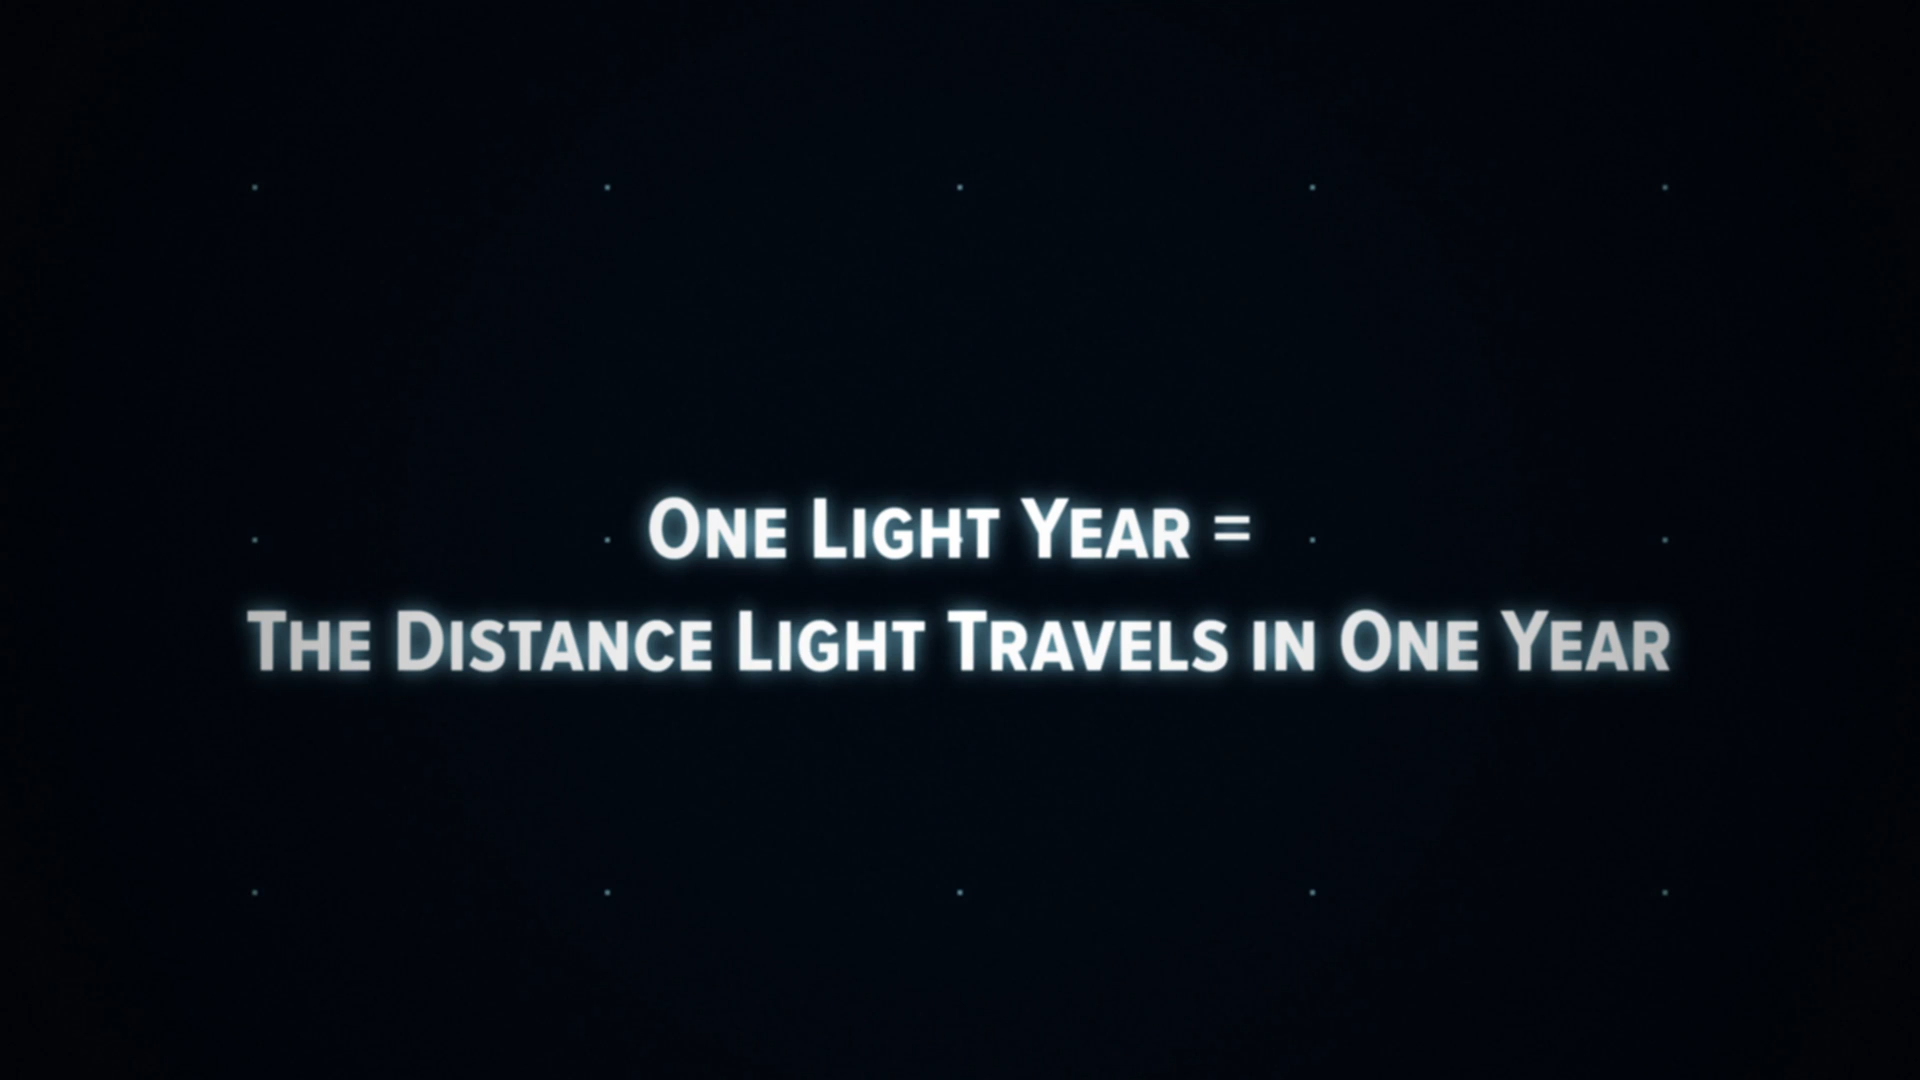 One Light Year =
The Distance Light Travels in One Year